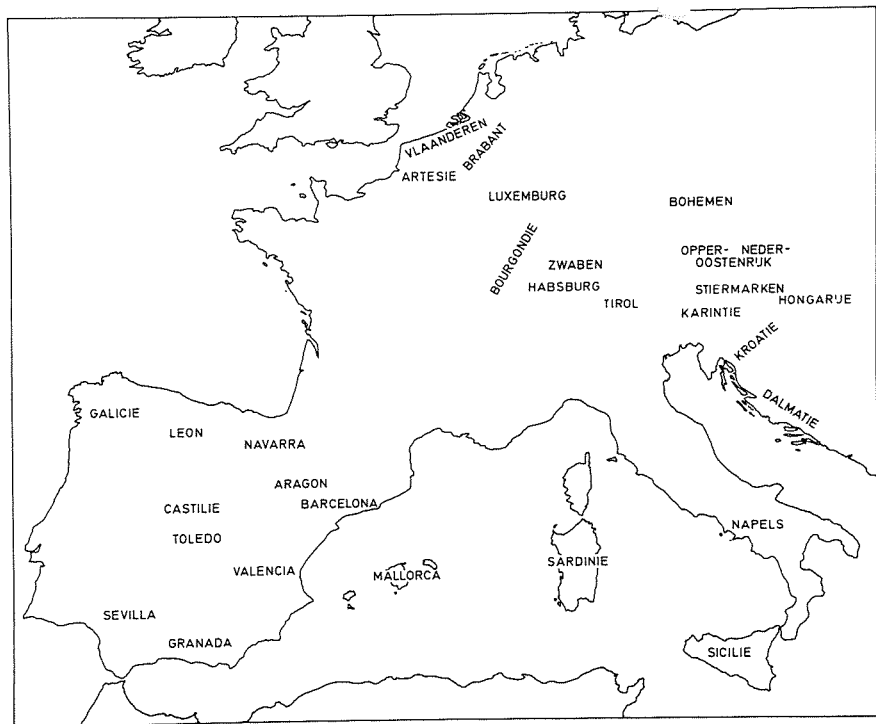 VLAANDEREN
BRABANT
ARTESIE
LUXEMBURG
BOHEMEN
BOURGONDIE
ZWABEN
HABSBURG
TIROL
OPPER- NEDER-
OOSTENRIJK
STIERMARKEN
HONGARIJE
KARINTIE
KROATIE
DALMATIE
GALICIE
LEON
NAVARRA
ARAGON
BARCELONA
CASTILIE
TOLEDO
VALENCIA
MALLORCA
SARDINIE
NAPELS
SEVILLA
GRANADA
SICILIE